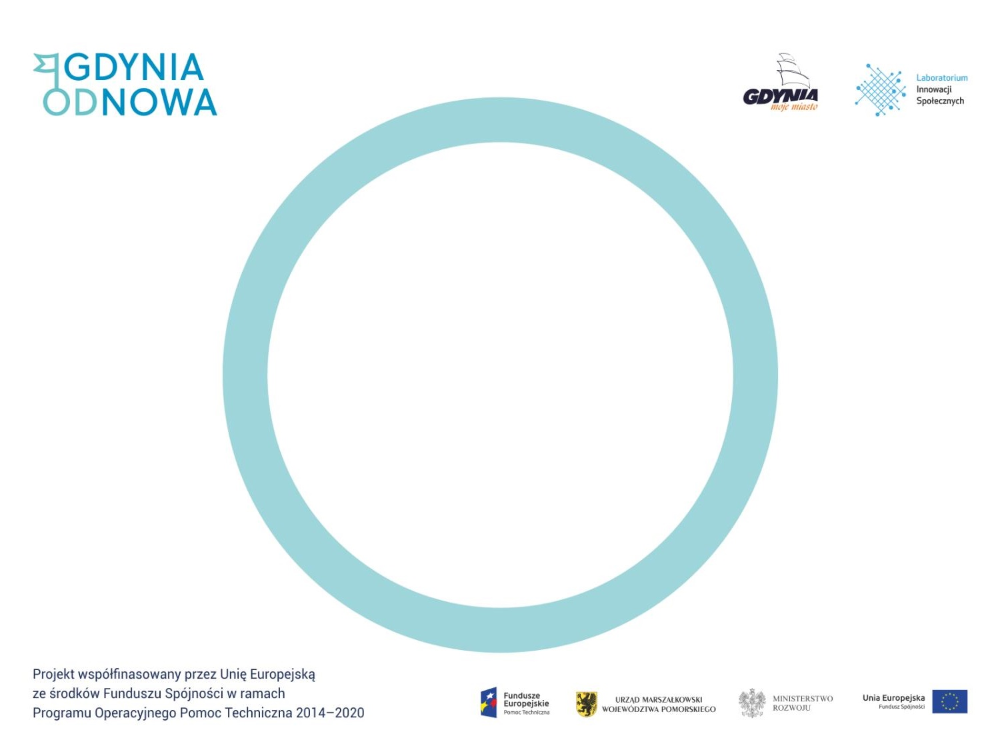 GDYNIA
ODNOWA
GDYNIA
moje miasto
Laboratorium
Innowacji
Społecznych
Projekt współfinasowany przez Unię Europejską
ze środków Funduszu Spójności w ramach
Programu Operacyjnego Pomoc Techniczna 2014–2020
Fundusze
Europejskie
Pomoc Techniczna
URZĄD MARSZAŁKOWSKI
WOJEWÓDZTWA POMORSKIEGO
MINISTERSTWO
ROZWOJU
Unia Europejska
Fundusz Spójności